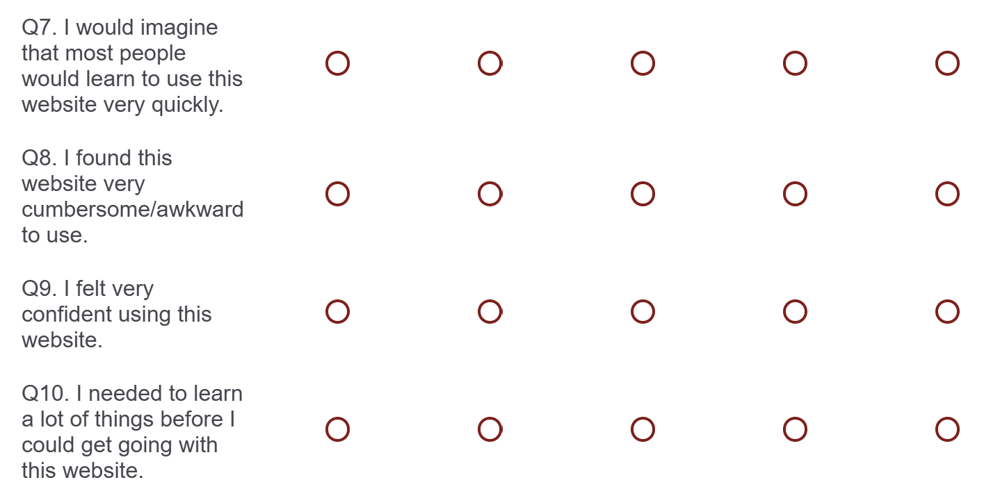 Q7. I would imagine
that most people
would learn to use this
website very quickly.
Q8. I found this
website very
cumbersome/awkward
to use.
Q9. I felt very
confident using this
website.
Q10. I needed to learn
a lot of things before I
could get going with
this website.